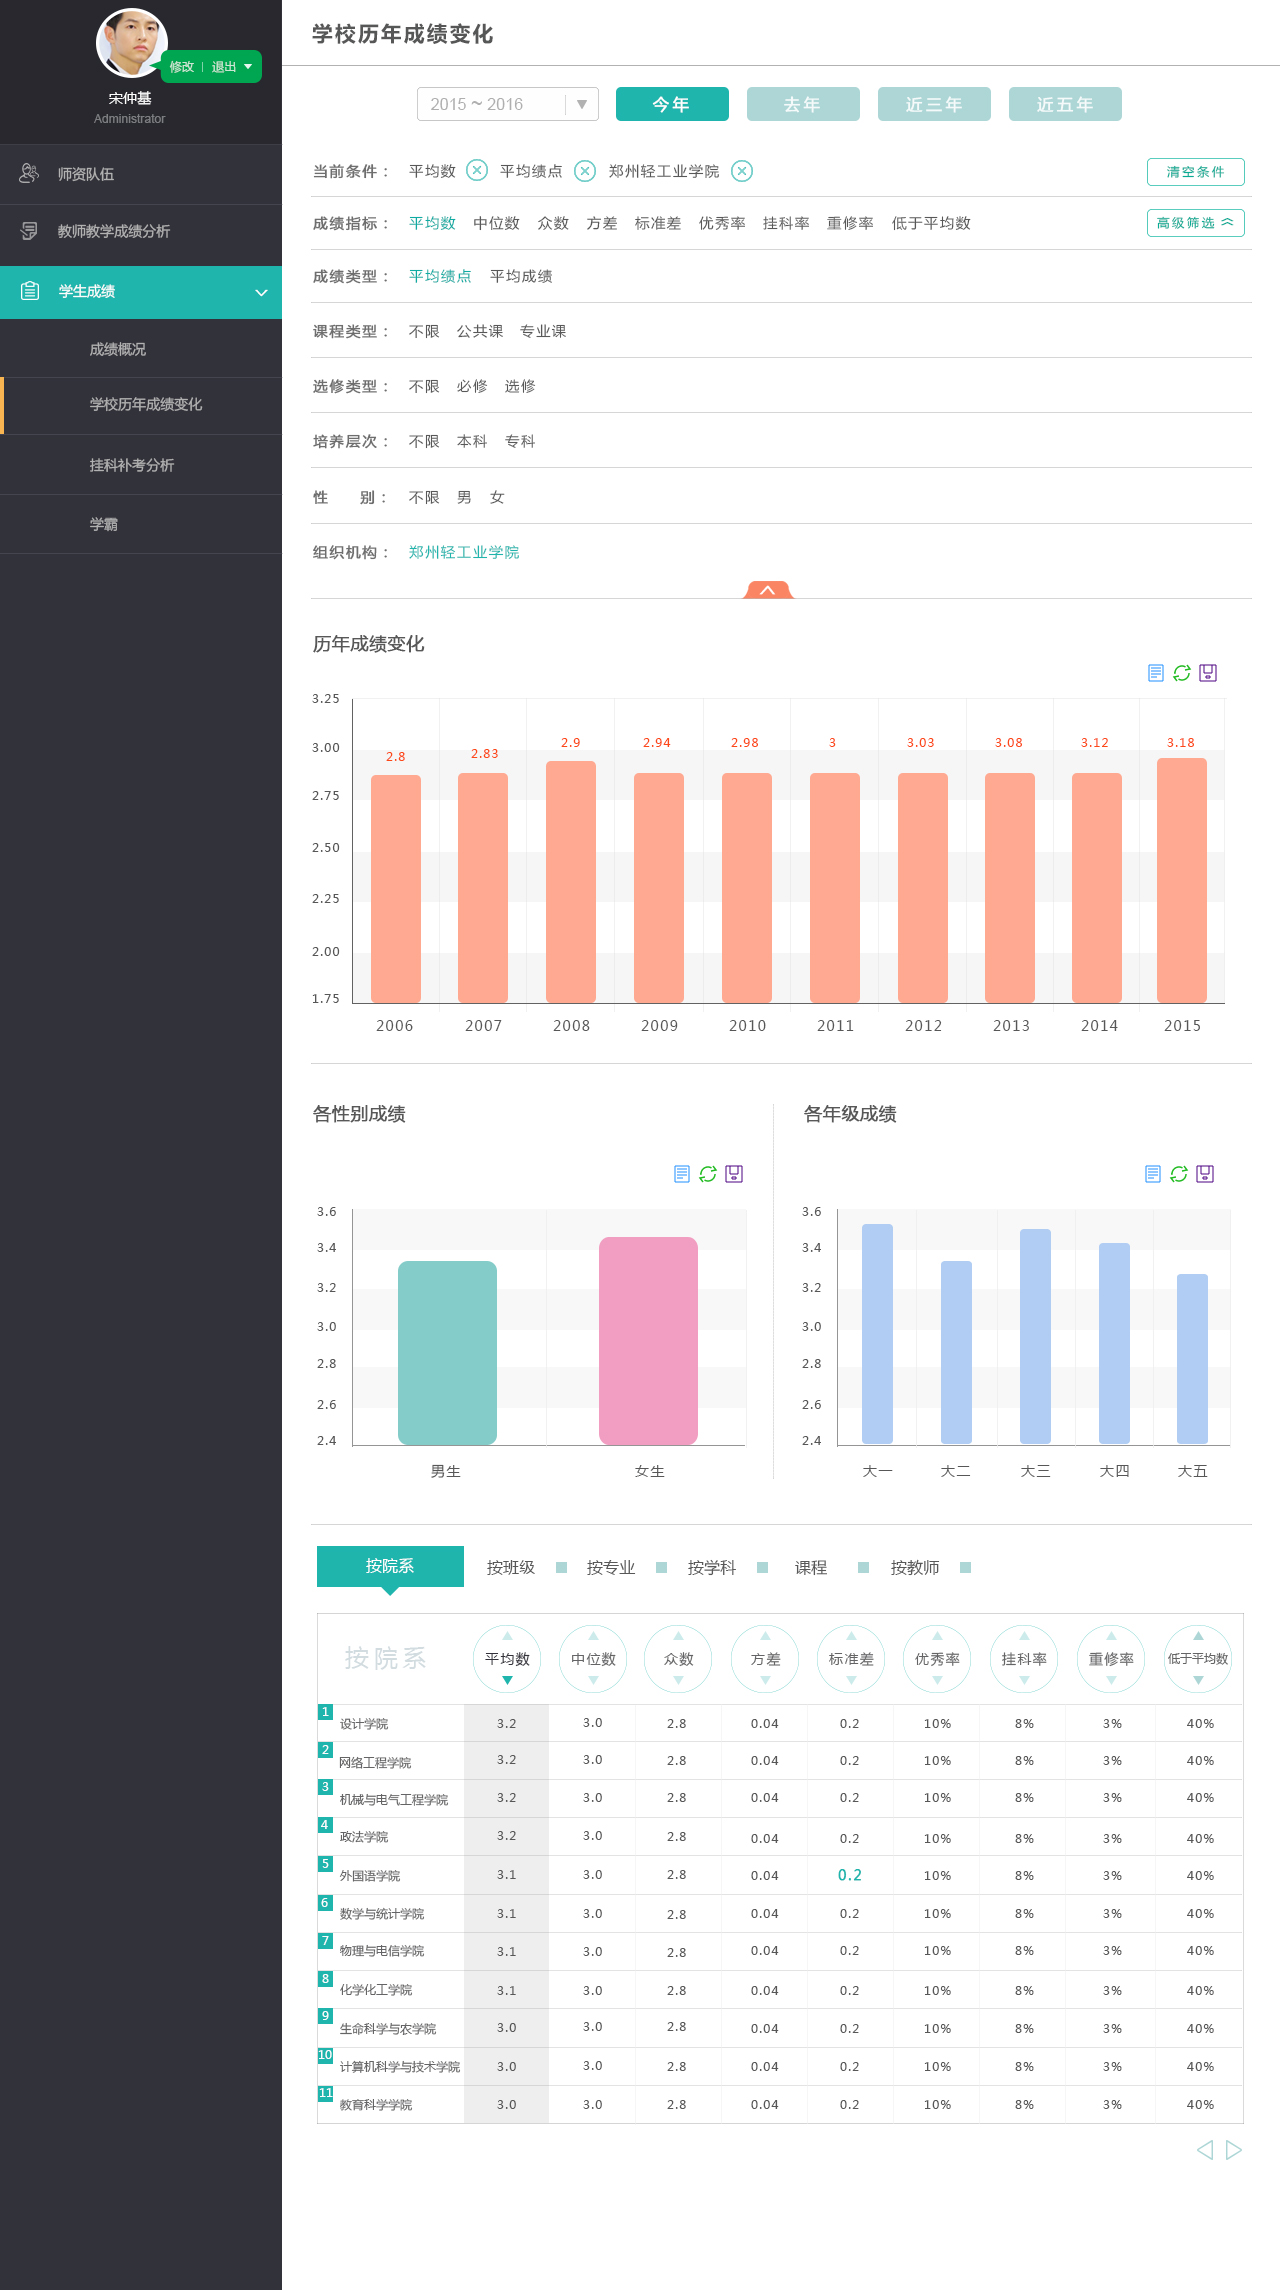 学校历年成绩变化
修改 | 退出
宋仲基
Administrator
师资队伍
教师教学成绩分析
学生成绩
成绩概况
学校历年成绩变化
挂科补考分析
学霸
2015 ~ 2016 今年 去年 近三年 近五年
当前条件： 平均数 平均绩点 郑州轻工业学院 清空条件
成绩指标： 平均数 中位数 众数 方差 标准差 优秀率 挂科率 重修率 低于平均数 高级筛选
成绩类型： 平均绩点 平均成绩
课程类型： 不限 公共课 专业课
选修类型： 不限 必修 选修
培养层次： 不限 本科 专科
性 别： 不限 男 女
组织机构： 郑州轻工业学院
历年成绩变化
3.25
3.00
2.75
2.50
2.25
2.00
1.75
2.8 2.83 2.9 2.94 2.98 3 3.03 3.08 3.12 3.18
2006 2007 2008 2009 2010 2011 2012 2013 2014 2015
各性别成绩
3.6
3.4
3.2
3.0
2.8
2.6
2.4
男生 女生
各年级成绩
3.6
3.4
3.2
3.0
2.8
2.6
2.4
大一 大二 大三 大四 大五
按院系 按班级 按专业 按学科 课程 按教师
按院系 平均数 中位数 众数 方差 标准差 优秀率 挂科率 重修率 低于平均数
1 设计学院 3.2 3.0 2.8 0.04 0.2 10% 8% 3% 40%
2 网络工程学院 3.2 3.0 2.8 0.04 0.2 10% 8% 3% 40%
3 机械与电气工程学院 3.2 3.0 2.8 0.04 0.2 10% 8% 3% 40%
4 政法学院 3.2 3.0 2.8 0.04 0.2 10% 8% 3% 40%
5 外国语学院 3.1 3.0 2.8 0.04 0.2 10% 8% 3% 40%
6 数学与统计学院 3.1 3.0 2.8 0.04 0.2 10% 8% 3% 40%
7 物理与电信学院 3.1 3.0 2.8 0.04 0.2 10% 8% 3% 40%
8 化学化工学院 3.1 3.0 2.8 0.04 0.2 10% 8% 3% 40%
9 生命科学与农学院 3.0 3.0 2.8 0.04 0.2 10% 8% 3% 40%
10 计算机科学与技术学院 3.0 3.0 2.8 0.04 0.2 10% 8% 3% 40%
11 教育科学学院 3.0 3.0 2.8 0.04 0.2 10% 8% 3% 40%